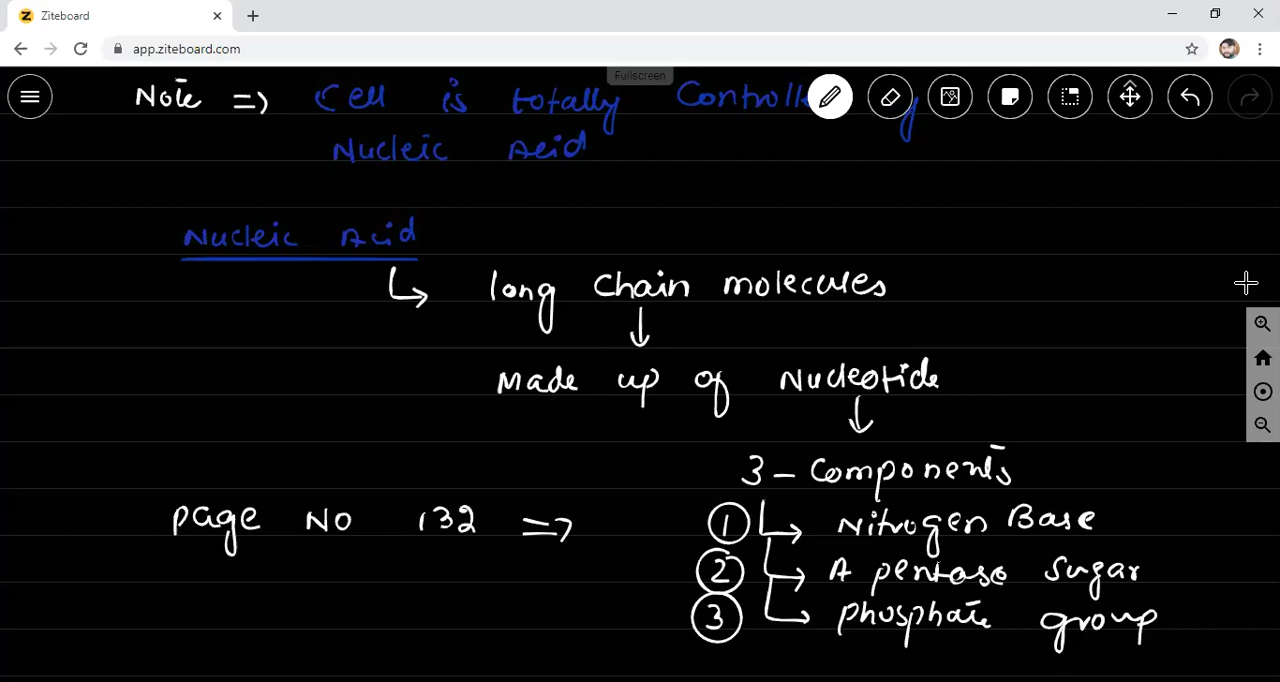 Ziteboard
app.ziteboard.com
Fullscreen
Note => Cell is totally
Nucleic Acid
Nucleic Acid
long chain molecules
Made up of Nucleotide
3 - Components
Page No 132 =>
1 Nitrogen Base
2 A pentose sugar
3 phosphate group